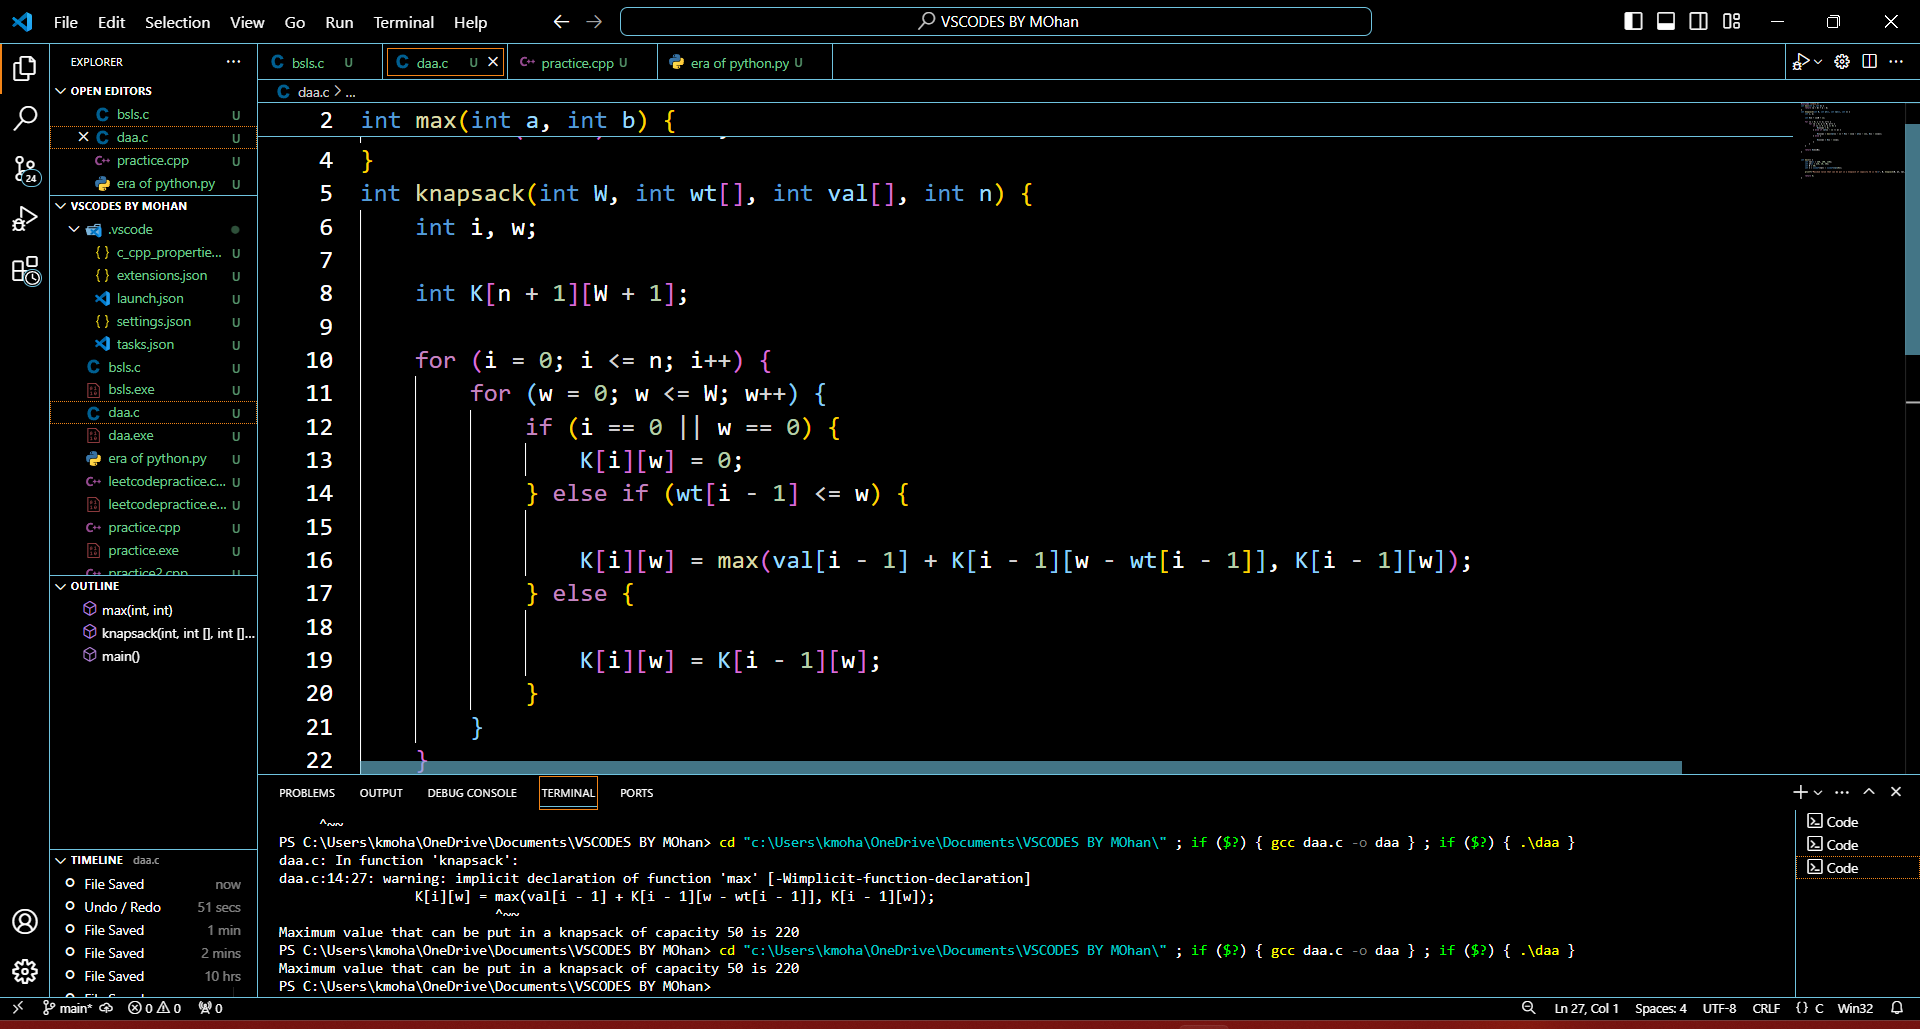 File Edit Selection View Go Run Terminal Help
VSCODES BY MOhan
EXPLORER
OPEN EDITORS
bsls.c U
daa.c U
practice.cpp U
era of python.py U
VSCODES BY MOHAN
.vscode
c_cpp_propertie... U
extensions.json U
launch.json U
settings.json U
tasks.json U
bsls.c U
bsls.exe U
daa.c U
daa.exe U
era of python.py U
leetcodepractice.c... U
leetcodepractice.e... U
practice.cpp U
practice.exe U
practice2.cpp U
OUTLINE
max(int, int)
knapsack(int, int [], int []...
main()
TIMELINE daa.c
File Saved now
Undo / Redo 51 secs
File Saved 1 min
File Saved 2 mins
File Saved 10 hrs
bsls.c U daa.c U practice.cpp U era of python.py U
daa.c > ...
2 int max(int a, int b) {
4 }
5 int knapsack(int W, int wt[], int val[], int n) {
6 int i, w;
7
8 int K[n + 1][W + 1];
9
10 for (i = 0; i <= n; i++) {
11 for (w = 0; w <= W; w++) {
12 if (i == 0 || w == 0) {
13 K[i][w] = 0;
14 } else if (wt[i - 1] <= w) {
15
16 K[i][w] = max(val[i - 1] + K[i - 1][w - wt[i - 1]], K[i - 1][w]);
17 } else {
18
19 K[i][w] = K[i - 1][w];
20 }
21 }
22 }
PROBLEMS OUTPUT DEBUG CONSOLE TERMINAL PORTS
^~~
PS C:\Users\kmoha\OneDrive\Documents\VSCODES BY MOhan> cd "c:\Users\kmoha\OneDrive\Documents\VSCODES BY MOhan\" ; if ($?) { gcc daa.c -o daa } ; if ($?) { .\daa }
daa.c: In function 'knapsack':
daa.c:14:27: warning: implicit declaration of function 'max' [-Wimplicit-function-declaration]
K[i][w] = max(val[i - 1] + K[i - 1][w - wt[i - 1]], K[i - 1][w]);
^~~
Maximum value that can be put in a knapsack of capacity 50 is 220
PS C:\Users\kmoha\OneDrive\Documents\VSCODES BY MOhan> cd "c:\Users\kmoha\OneDrive\Documents\VSCODES BY MOhan\" ; if ($?) { gcc daa.c -o daa } ; if ($?) { .\daa }
Maximum value that can be put in a knapsack of capacity 50 is 220
PS C:\Users\kmoha\OneDrive\Documents\VSCODES BY MOhan>
Code
Code
Code
24
main* 0 0 0 Ln 27, Col 1 Spaces: 4 UTF-8 CRLF {} C Win32